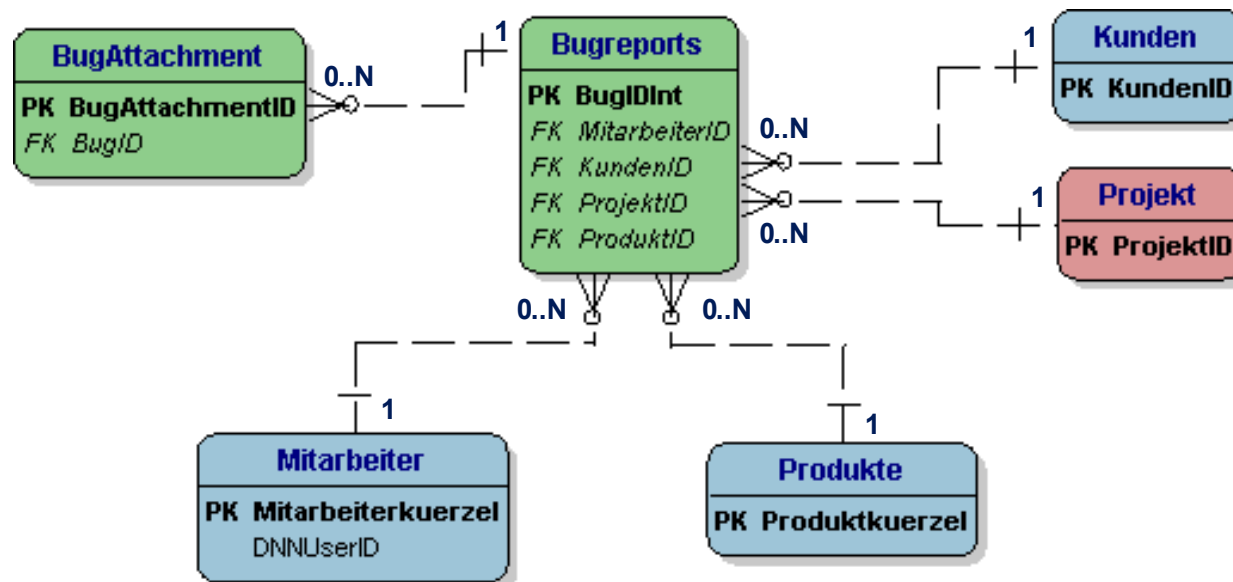 BugAttachment
PK BugAttachmentID
FK BugID
0..N
1
Bugreports
PK BugIDInt
FK MitarbeiterID
FK KundenID
FK ProjektID
FK ProduktID
0..N
1
Kunden
PK KundenID
0..N
1
Projekt
PK ProjektID
0..N
1
Mitarbeiter
PK Mitarbeiterkuerzel
DNNUserID
0..N
1
Produkte
PK Produktkuerzel